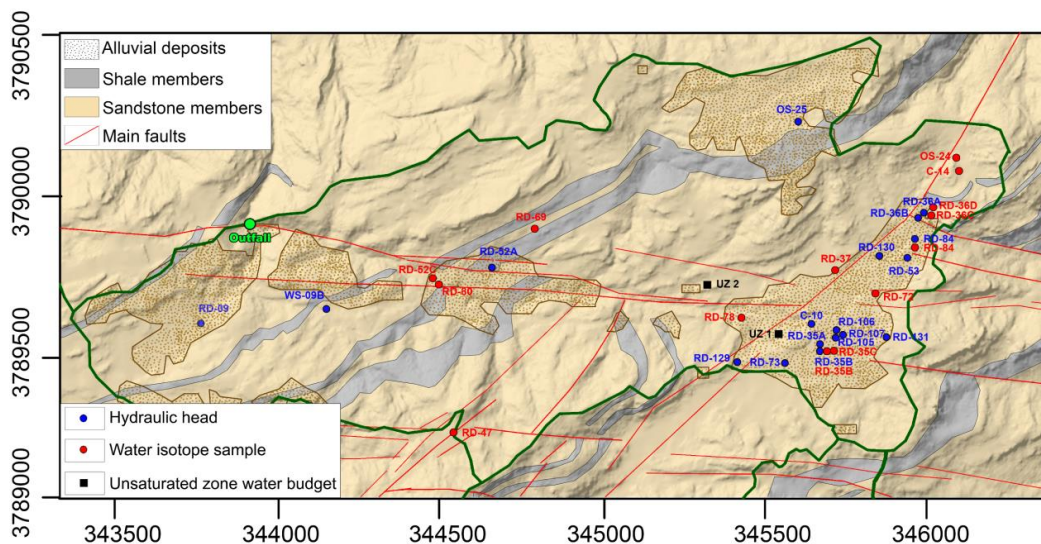 3790500
3790000
3789500
3789000
Alluvial deposits
Shale members
Sandstone members
Main faults
OS-25
OS-24
C-14
RD-36A
RD-36D
RD-36B
RD-36C
RD-69
Outfall
RD-84
RD-130
RD-84
RD-52A
RD-37
RD-53
RD-52C
RD-80
UZ 2
WS-09B
RD-72
RD-09
RD-78
C-10
RD-106
UZ 1
RD-107
RD-35A
RD-131
RD-105
RD-35C
RD-129
RD-73
RD-35B
RD-35B
Hydraulic head
RD-47
Water isotope sample
Unsaturated zone water budget
343500
344000
344500
345000
345500
346000